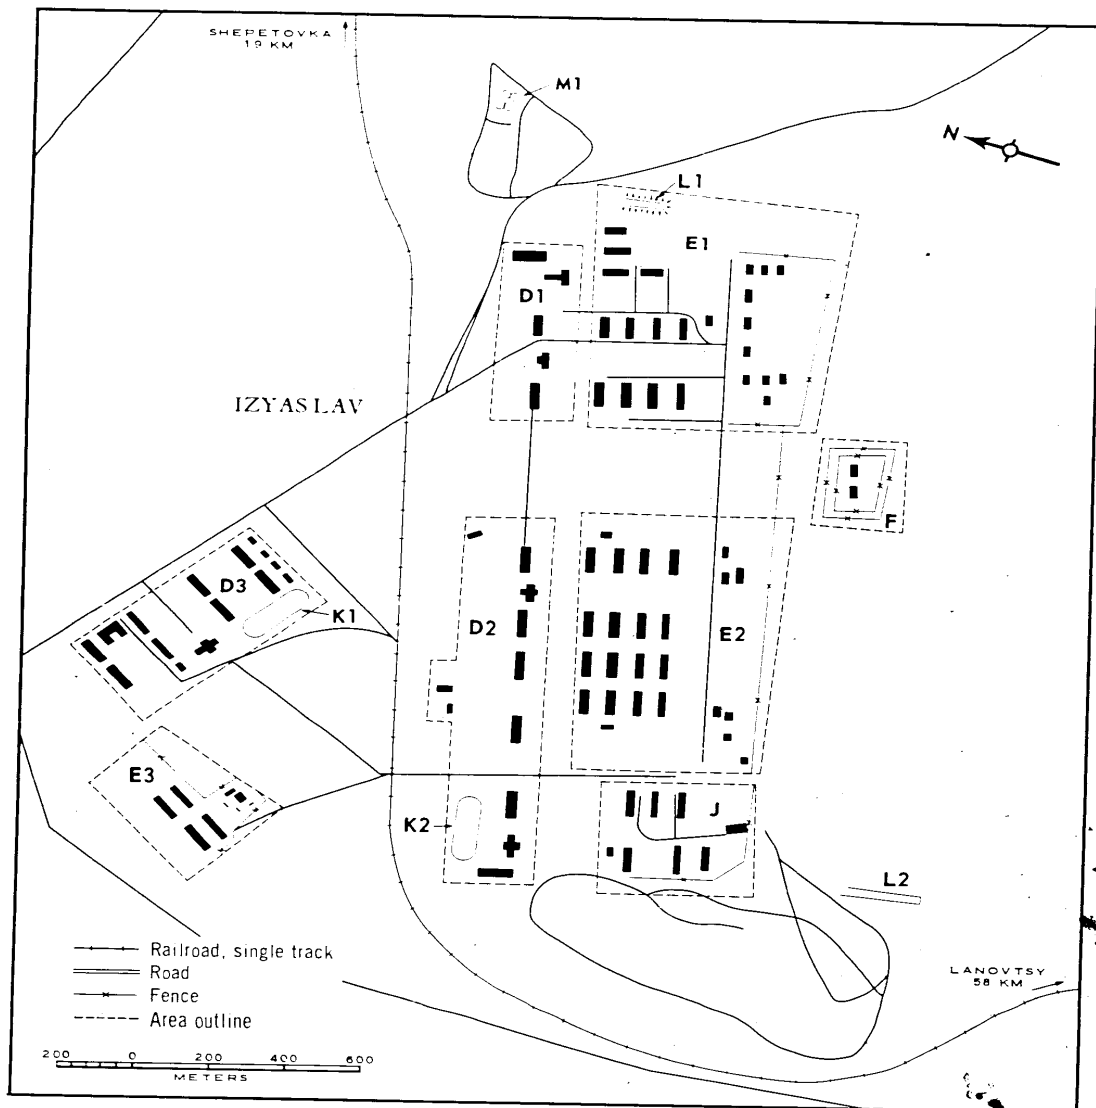 SHEPETOVKA
19 KM
M1
N
L1
E1
D1
IZYASLAV
F
D3
K1
D2
E2
E3
K2
J
L2
LANOVTSY
58 KM
Railroad, single track
Road
Fence
Area outline
200 0 200 400 600
METERS